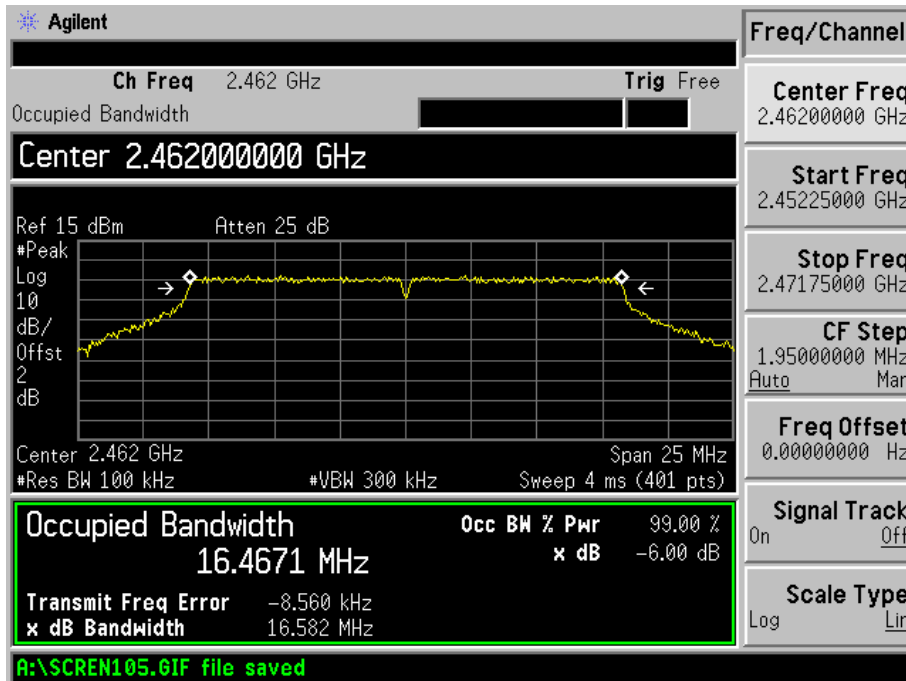 Agilent
Ch Freq 2.462 GHz Trig Free
Occupied Bandwidth
Center 2.462000000 GHz
Ref 15 dBm Atten 25 dB
#Peak
Log
10
dB/
Offst
2
dB
Center 2.462 GHz Span 25 MHz
#Res BW 100 kHz #VBW 300 kHz Sweep 4 ms (401 pts)
Occupied Bandwidth Occ BW % Pwr 99.00 %
16.4671 MHz x dB -6.00 dB
Transmit Freq Error -8.560 kHz
x dB Bandwidth 16.582 MHz
A:\SCREN105.GIF file saved
Freq/Channel
Center Freq
2.46200000 GHz
Start Freq
2.45225000 GHz
Stop Freq
2.47175000 GHz
CF Step
1.95000000 MHz
Auto Man
Freq Offset
0.00000000 Hz
Signal Track
On Off
Scale Type
Log Lin